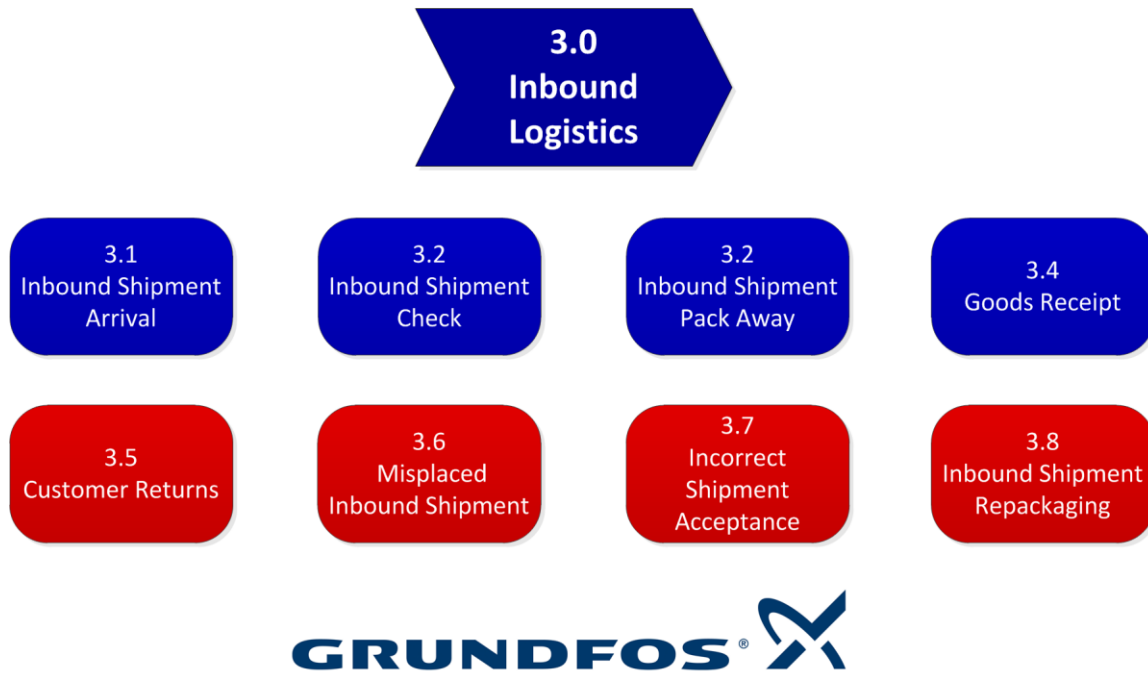 3.0
Inbound
Logistics
3.1
Inbound Shipment
Arrival
3.2
Inbound Shipment
Check
3.2
Inbound Shipment
Pack Away
3.4
Goods Receipt
3.5
Customer Returns
3.6
Misplaced
Inbound Shipment
3.7
Incorrect
Shipment
Acceptance
3.8
Inbound Shipment
Repackaging
GRUNDFOS®